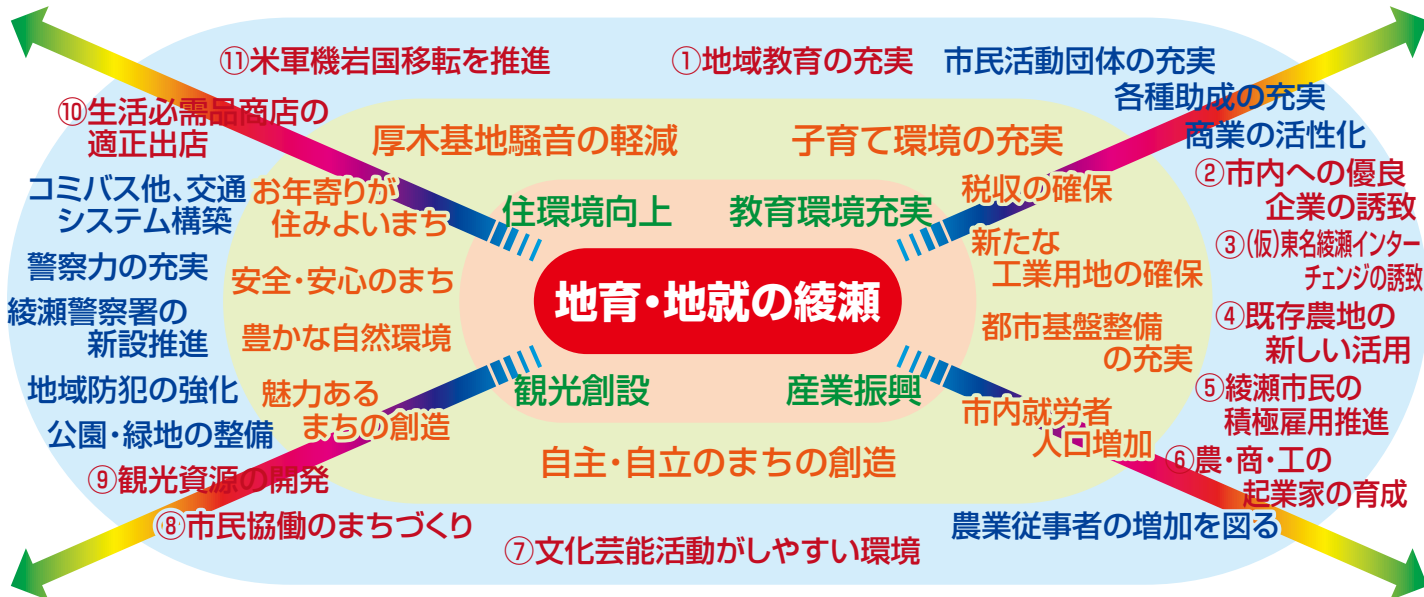 ⑪米軍機岩国移転を推進
①地域教育の充実
市民活動団体の充実
各種助成の充実
商業の活性化
⑩生活必需品商店の
適正出店
厚木基地騒音の軽減
子育て環境の充実
②市内への優良
企業の誘致
コミバス他、交通
システム構築
お年寄りが
住みよいまち
住環境向上
教育環境充実
税収の確保
③(仮)東名綾瀬インター
チェンジの誘致
警察力の充実
安全・安心のまち
新たな
工業用地の確保
地育・地就の綾瀬
綾瀬警察署の
新設推進
豊かな自然環境
都市基盤整備
の充実
④既存農地の
新しい活用
地域防犯の強化
魅力ある
まちの創造
観光創設
産業振興
市内就労者
人口増加
⑤綾瀬市民の
積極雇用推進
公園・緑地の整備
自主・自立のまちの創造
⑥農・商・工の
起業家の育成
⑨観光資源の開発
⑧市民協働のまちづくり
⑦文化芸能活動がしやすい環境
農業従事者の増加を図る